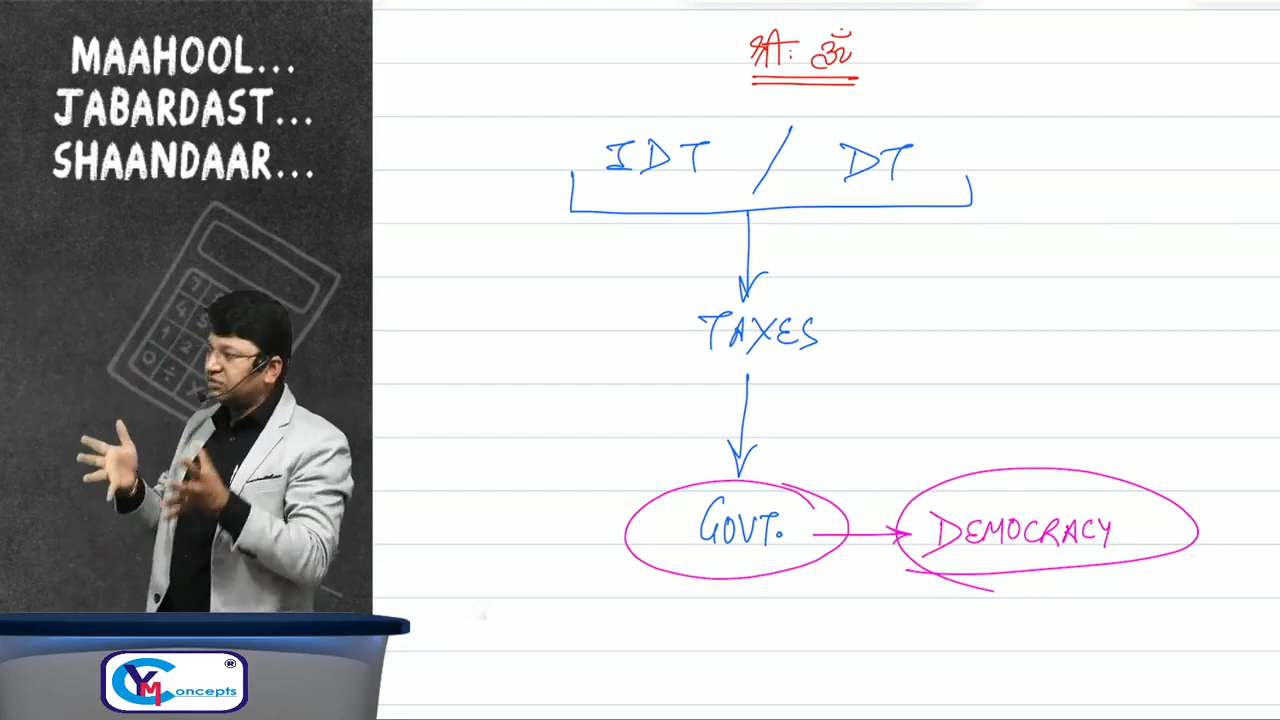 MAAHOOL...
JABARDAST...
SHAANDAAR...
IDT / DT
TAXES
GOVT. → DEMOCRACY
YM Concepts ®